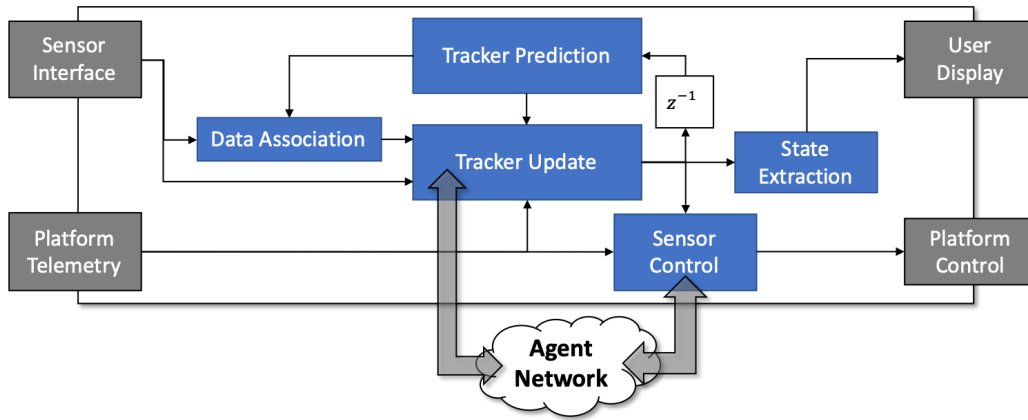 Sensor
Interface
Tracker Prediction
User
Display
z⁻¹
Data Association
Tracker Update
State
Extraction
Platform
Telemetry
Sensor
Control
Platform
Control
Agent
Network